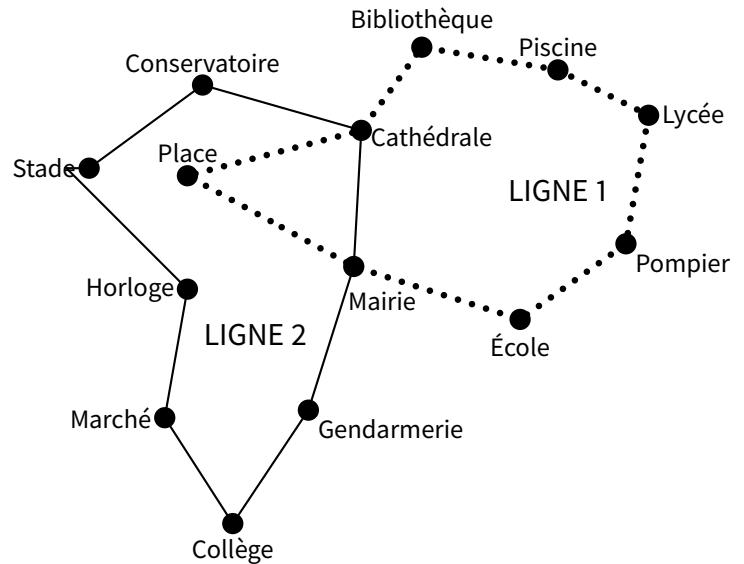 Bibliothèque
Piscine
Conservatoire
Lycée
Cathédrale
Place
Stade
LIGNE 1
Pompier
Horloge
Mairie
LIGNE 2
École
Marché
Gendarmerie
Collège